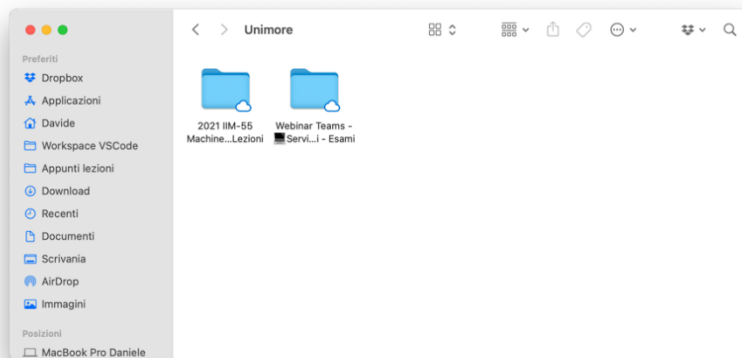 Unimore
Preferiti
Dropbox
Applicazioni
Davide
Workspace VSCode
Appunti lezioni
Download
Recenti
Documenti
Scrivania
AirDrop
Immagini
Posizioni
MacBook Pro Daniele
2021 IIM-55
Machine...Lezioni
Webinar Teams -
💻Servi...i - Esami